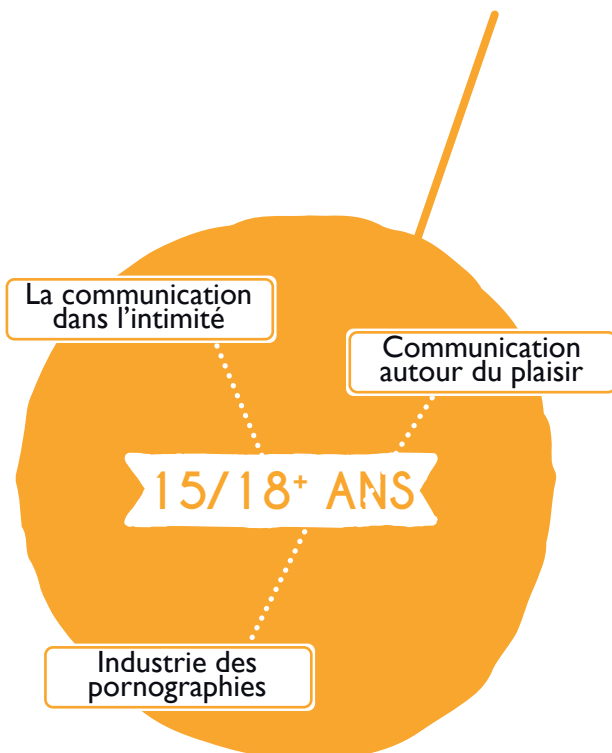 La communication
dans l'intimité
Communication
autour du plaisir
15/18⁺ ANS
Industrie des
pornographies